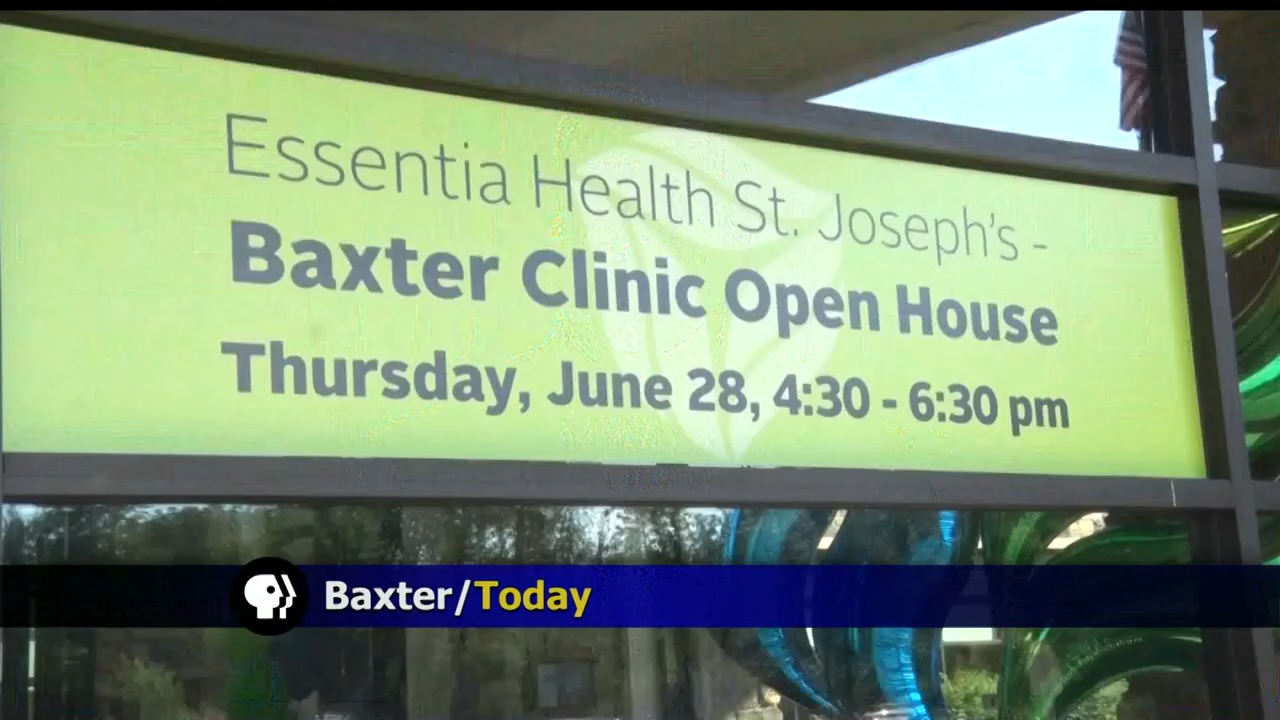 Essentia Health St. Joseph's -
Baxter Clinic Open House
Thursday, June 28, 4:30 - 6:30 pm
Baxter/Today